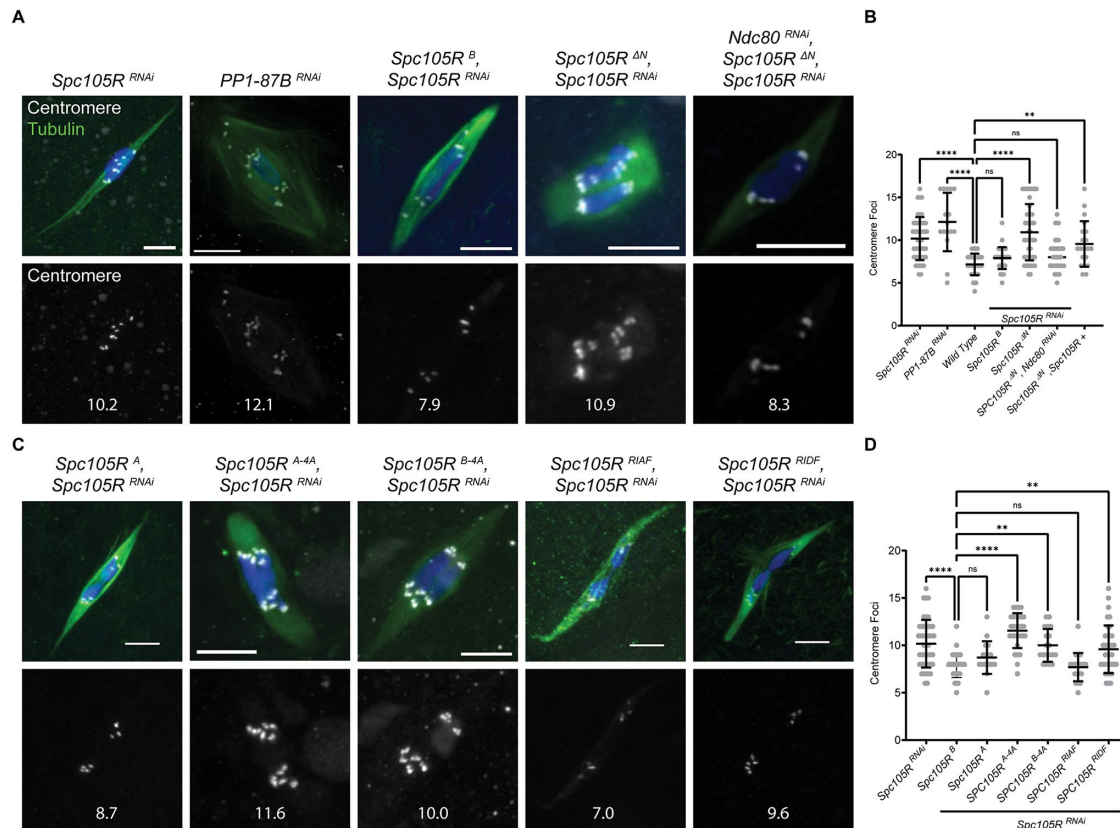 A
Spc105R RNAi
PP1-87B RNAi
Spc105R B,
Spc105R RNAi
Spc105R ΔN,
Spc105R RNAi
Ndc80 RNAi,
Spc105R ΔN,
Spc105R RNAi
Centromere
Tubulin
Centromere
10.2
12.1
7.9
10.9
8.3
B
**
ns
**** ****
**** ns
20
15
10
5
0
Centromere Foci
Spc105R RNAi
Spc105R RNAi
PP1-87B RNAi
Wild Type
Spc105R B
Spc105R ΔN
SPC105R ΔN, Ndc80 RNAi
Spc105R ΔN, Spc105R +
C
Spc105R A,
Spc105R RNAi
Spc105R A-4A,
Spc105R RNAi
Spc105R B-4A,
Spc105R RNAi
Spc105R RIAF,
Spc105R RNAi
Spc105R RIDF,
Spc105R RNAi
8.7
11.6
10.0
7.0
9.6
D
**
ns
**
****
**** ns
20
15
10
5
0
Centromere Foci
Spc105R RNAi
Spc105R B
Spc105R A
SPC105R A-4A
SPC105R B-4A
SPC105R RIAF
SPC105R RIDF
Spc105R RNAi